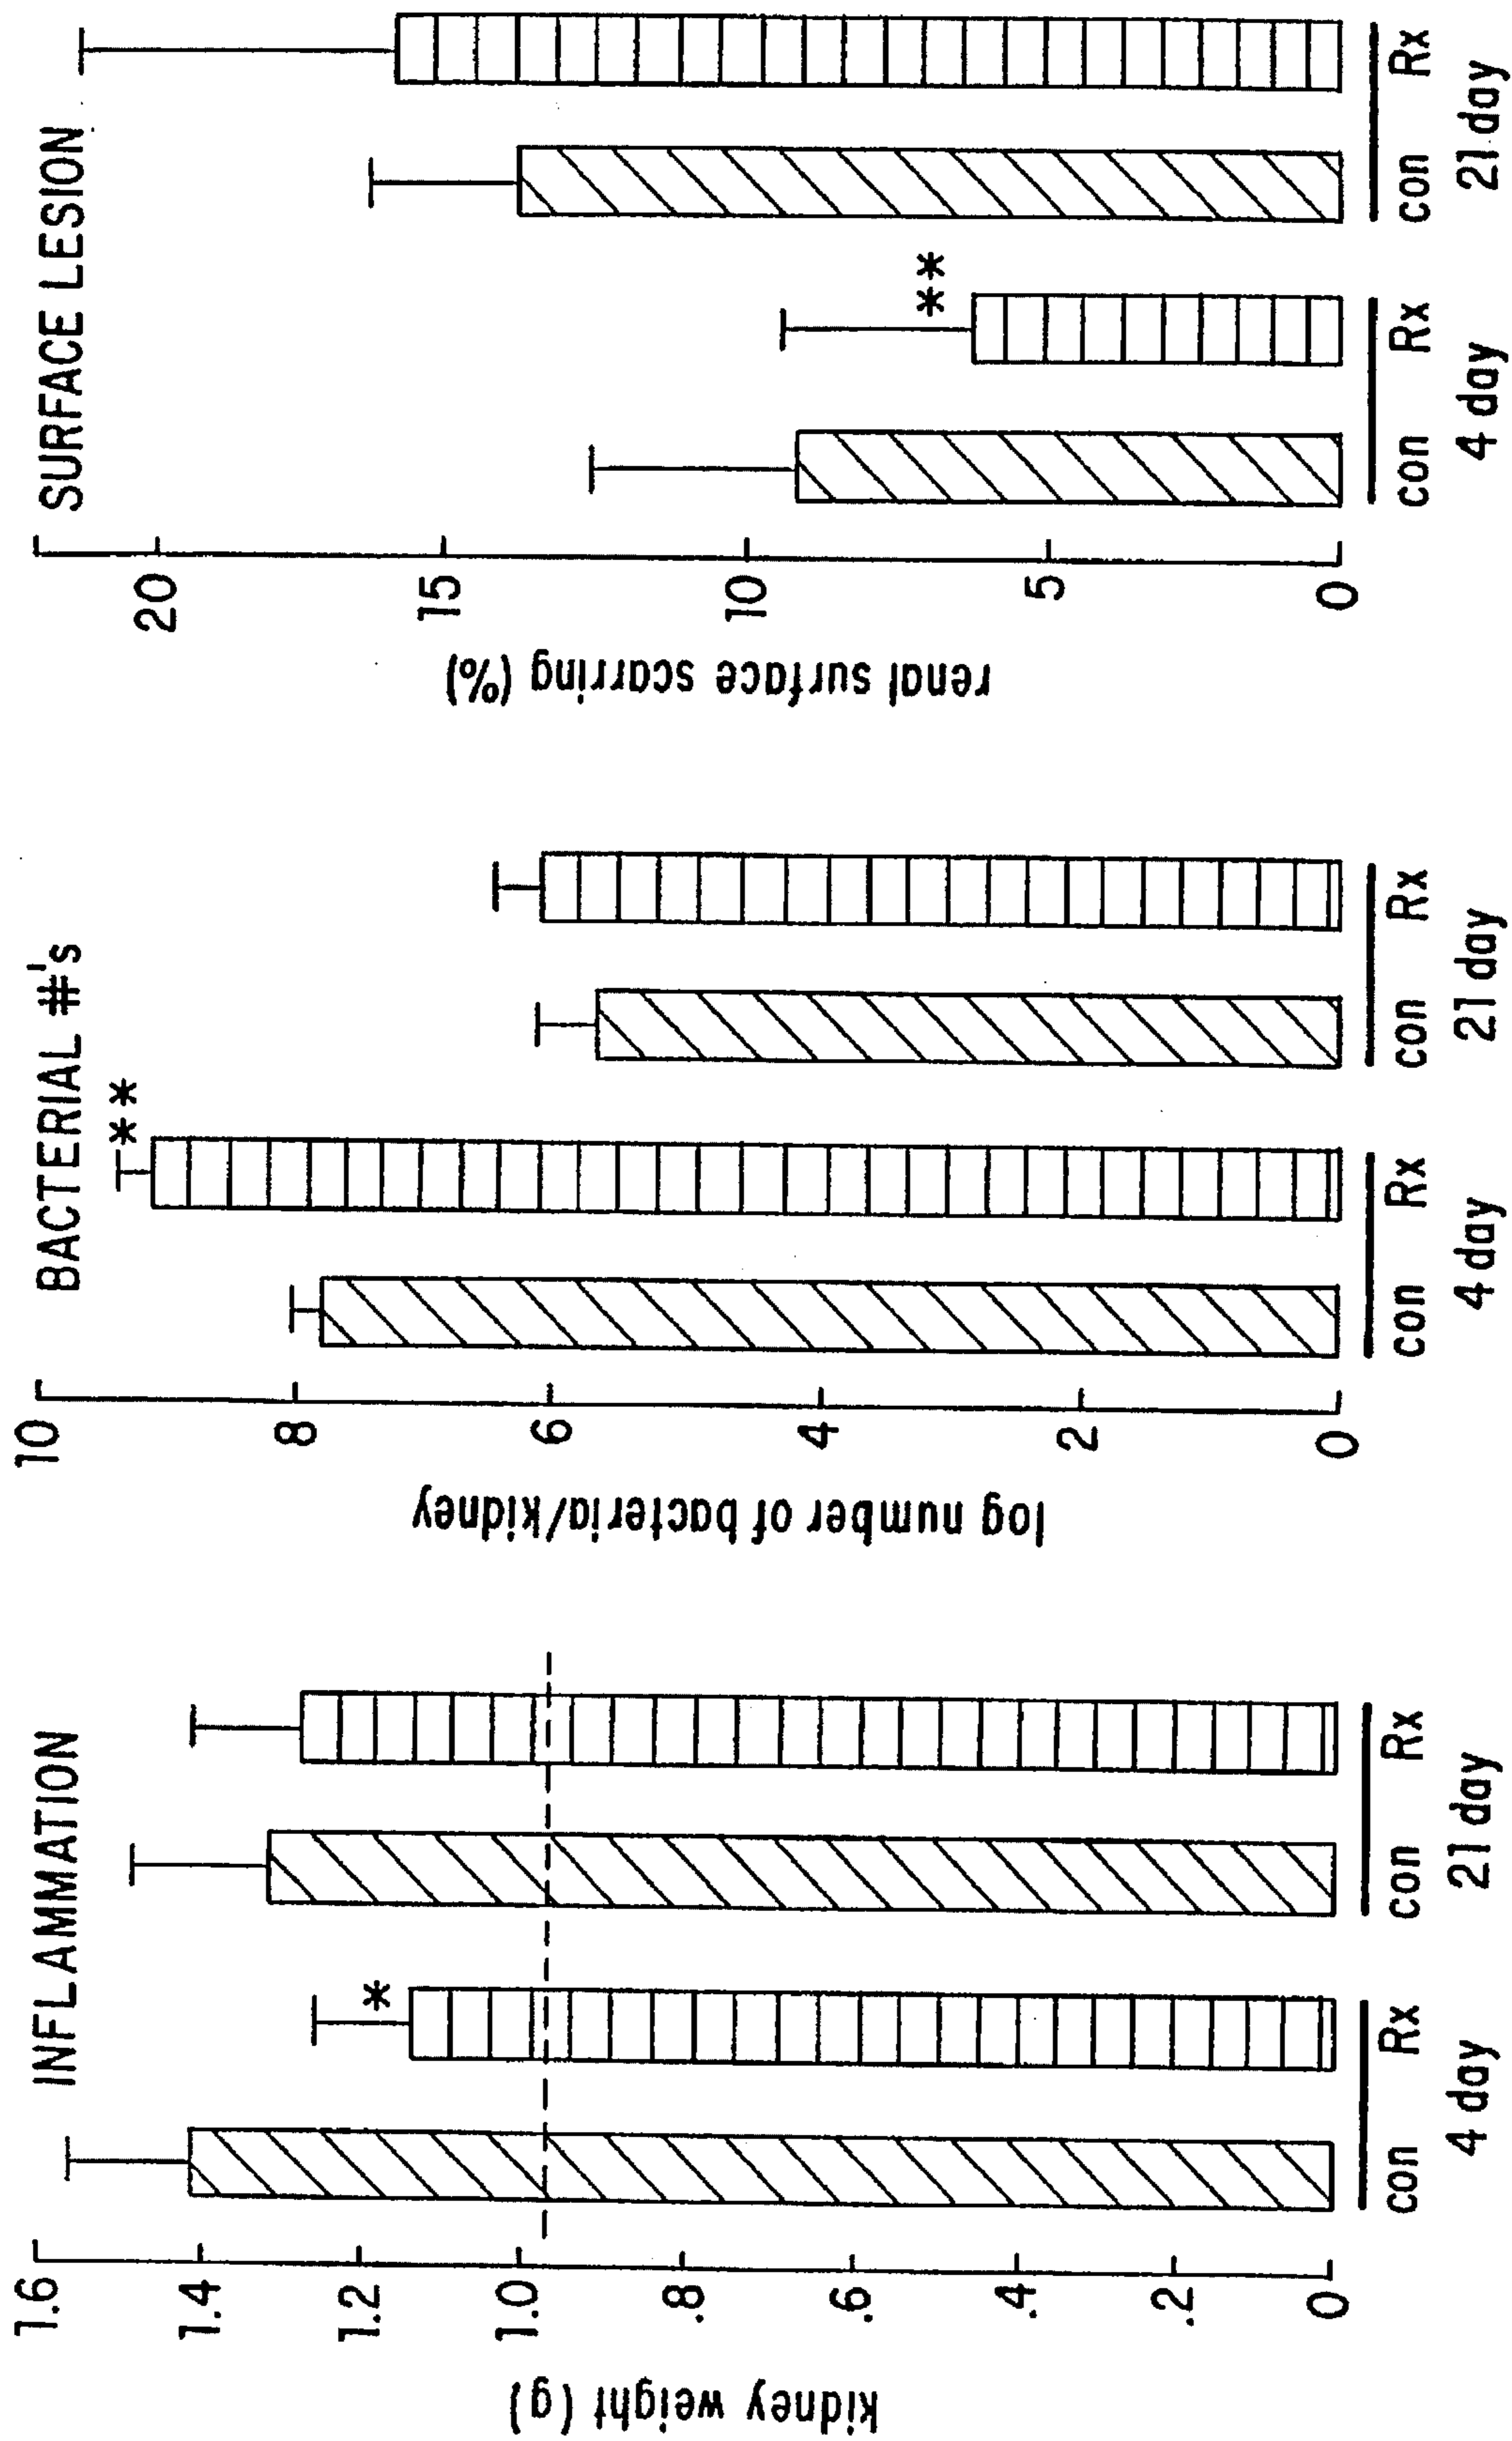 INFLAMMATION
kidney weight (g)
1.6
1.4
1.2
1.0
.8
.6
.4
.2
0
*
con Rx con Rx
4 day 21 day
BACTERIAL #'s
log number of bacteria/kidney
10
8
6
4
2
0
**
con Rx con Rx
4 day 21 day
SURFACE LESION
renal surface scarring (%)
20
15
10
5
0
**
con Rx con Rx
4 day 21 day